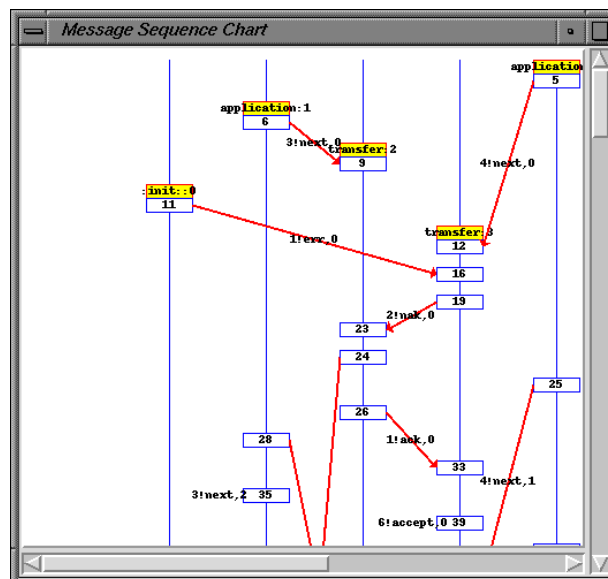 Message Sequence Chart
application
5
application:1
6
3!next,0
transfer:2
9
4!next,0
:init::0
11
transfer:3
12
1!err,0
16
19
2!nak,0
23
24
25
26
28
1!ack,0
33
4!next,1
3!next,2
35
6!accept,0
39